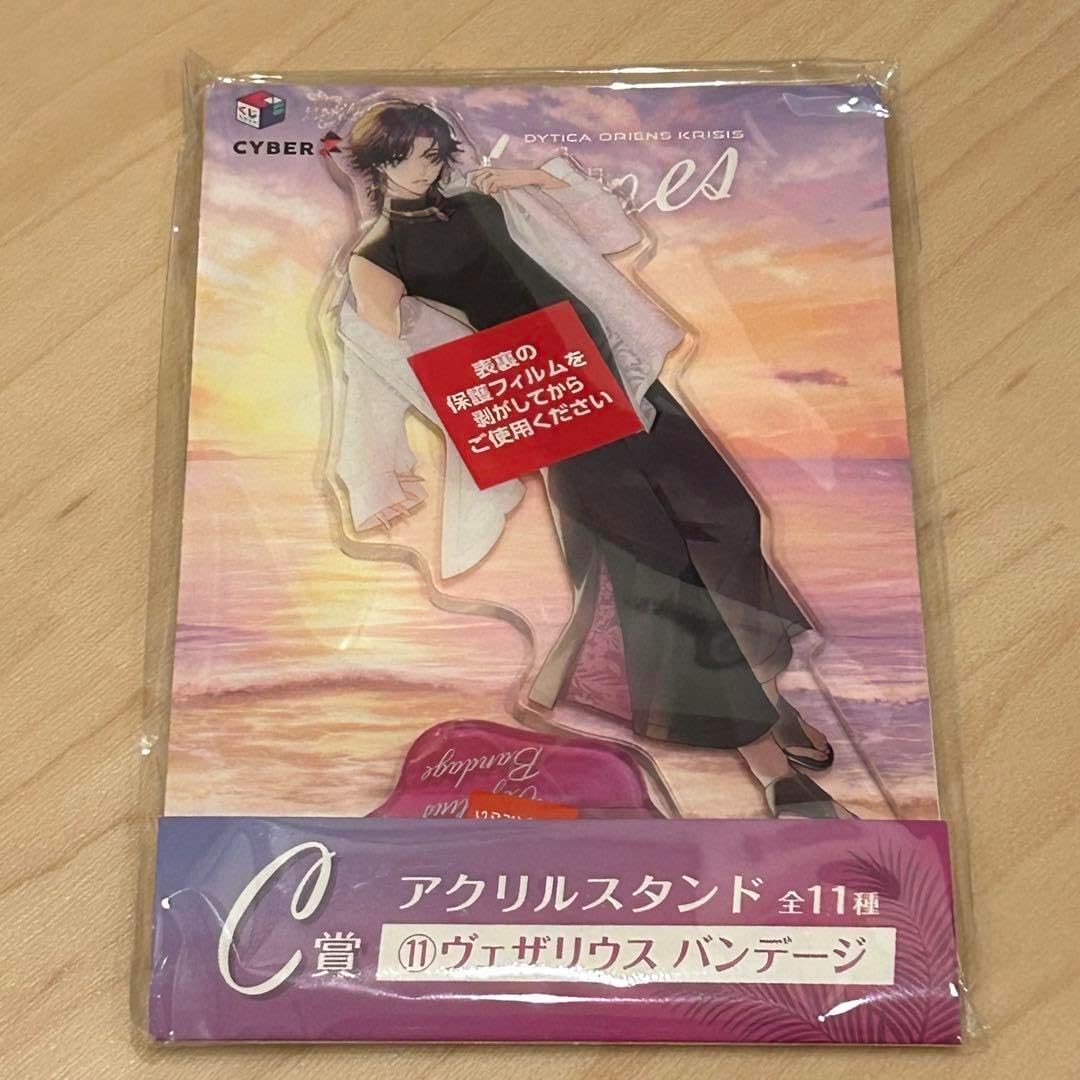 くじ
CYBER Z
DYTICA ORIENS KRISIS
表裏の
保護フィルムを
剥がしてから
ご使用ください
Bandage
C賞
アクリルスタンド 全11種
⑪ヴェザリウス バンデージ